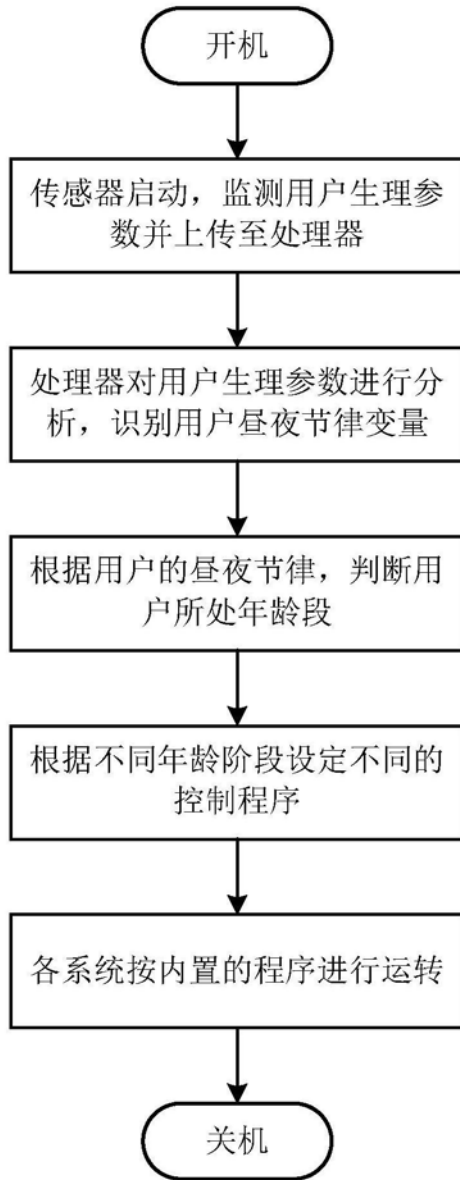 开机
传感器启动，监测用户生理参
数并上传至处理器
处理器对用户生理参数进行分
析，识别用户昼夜节律变量
根据用户的昼夜节律，判断用
户所处年龄段
根据不同年龄阶段设定不同的
控制程序
各系统按内置的程序进行运转
关机